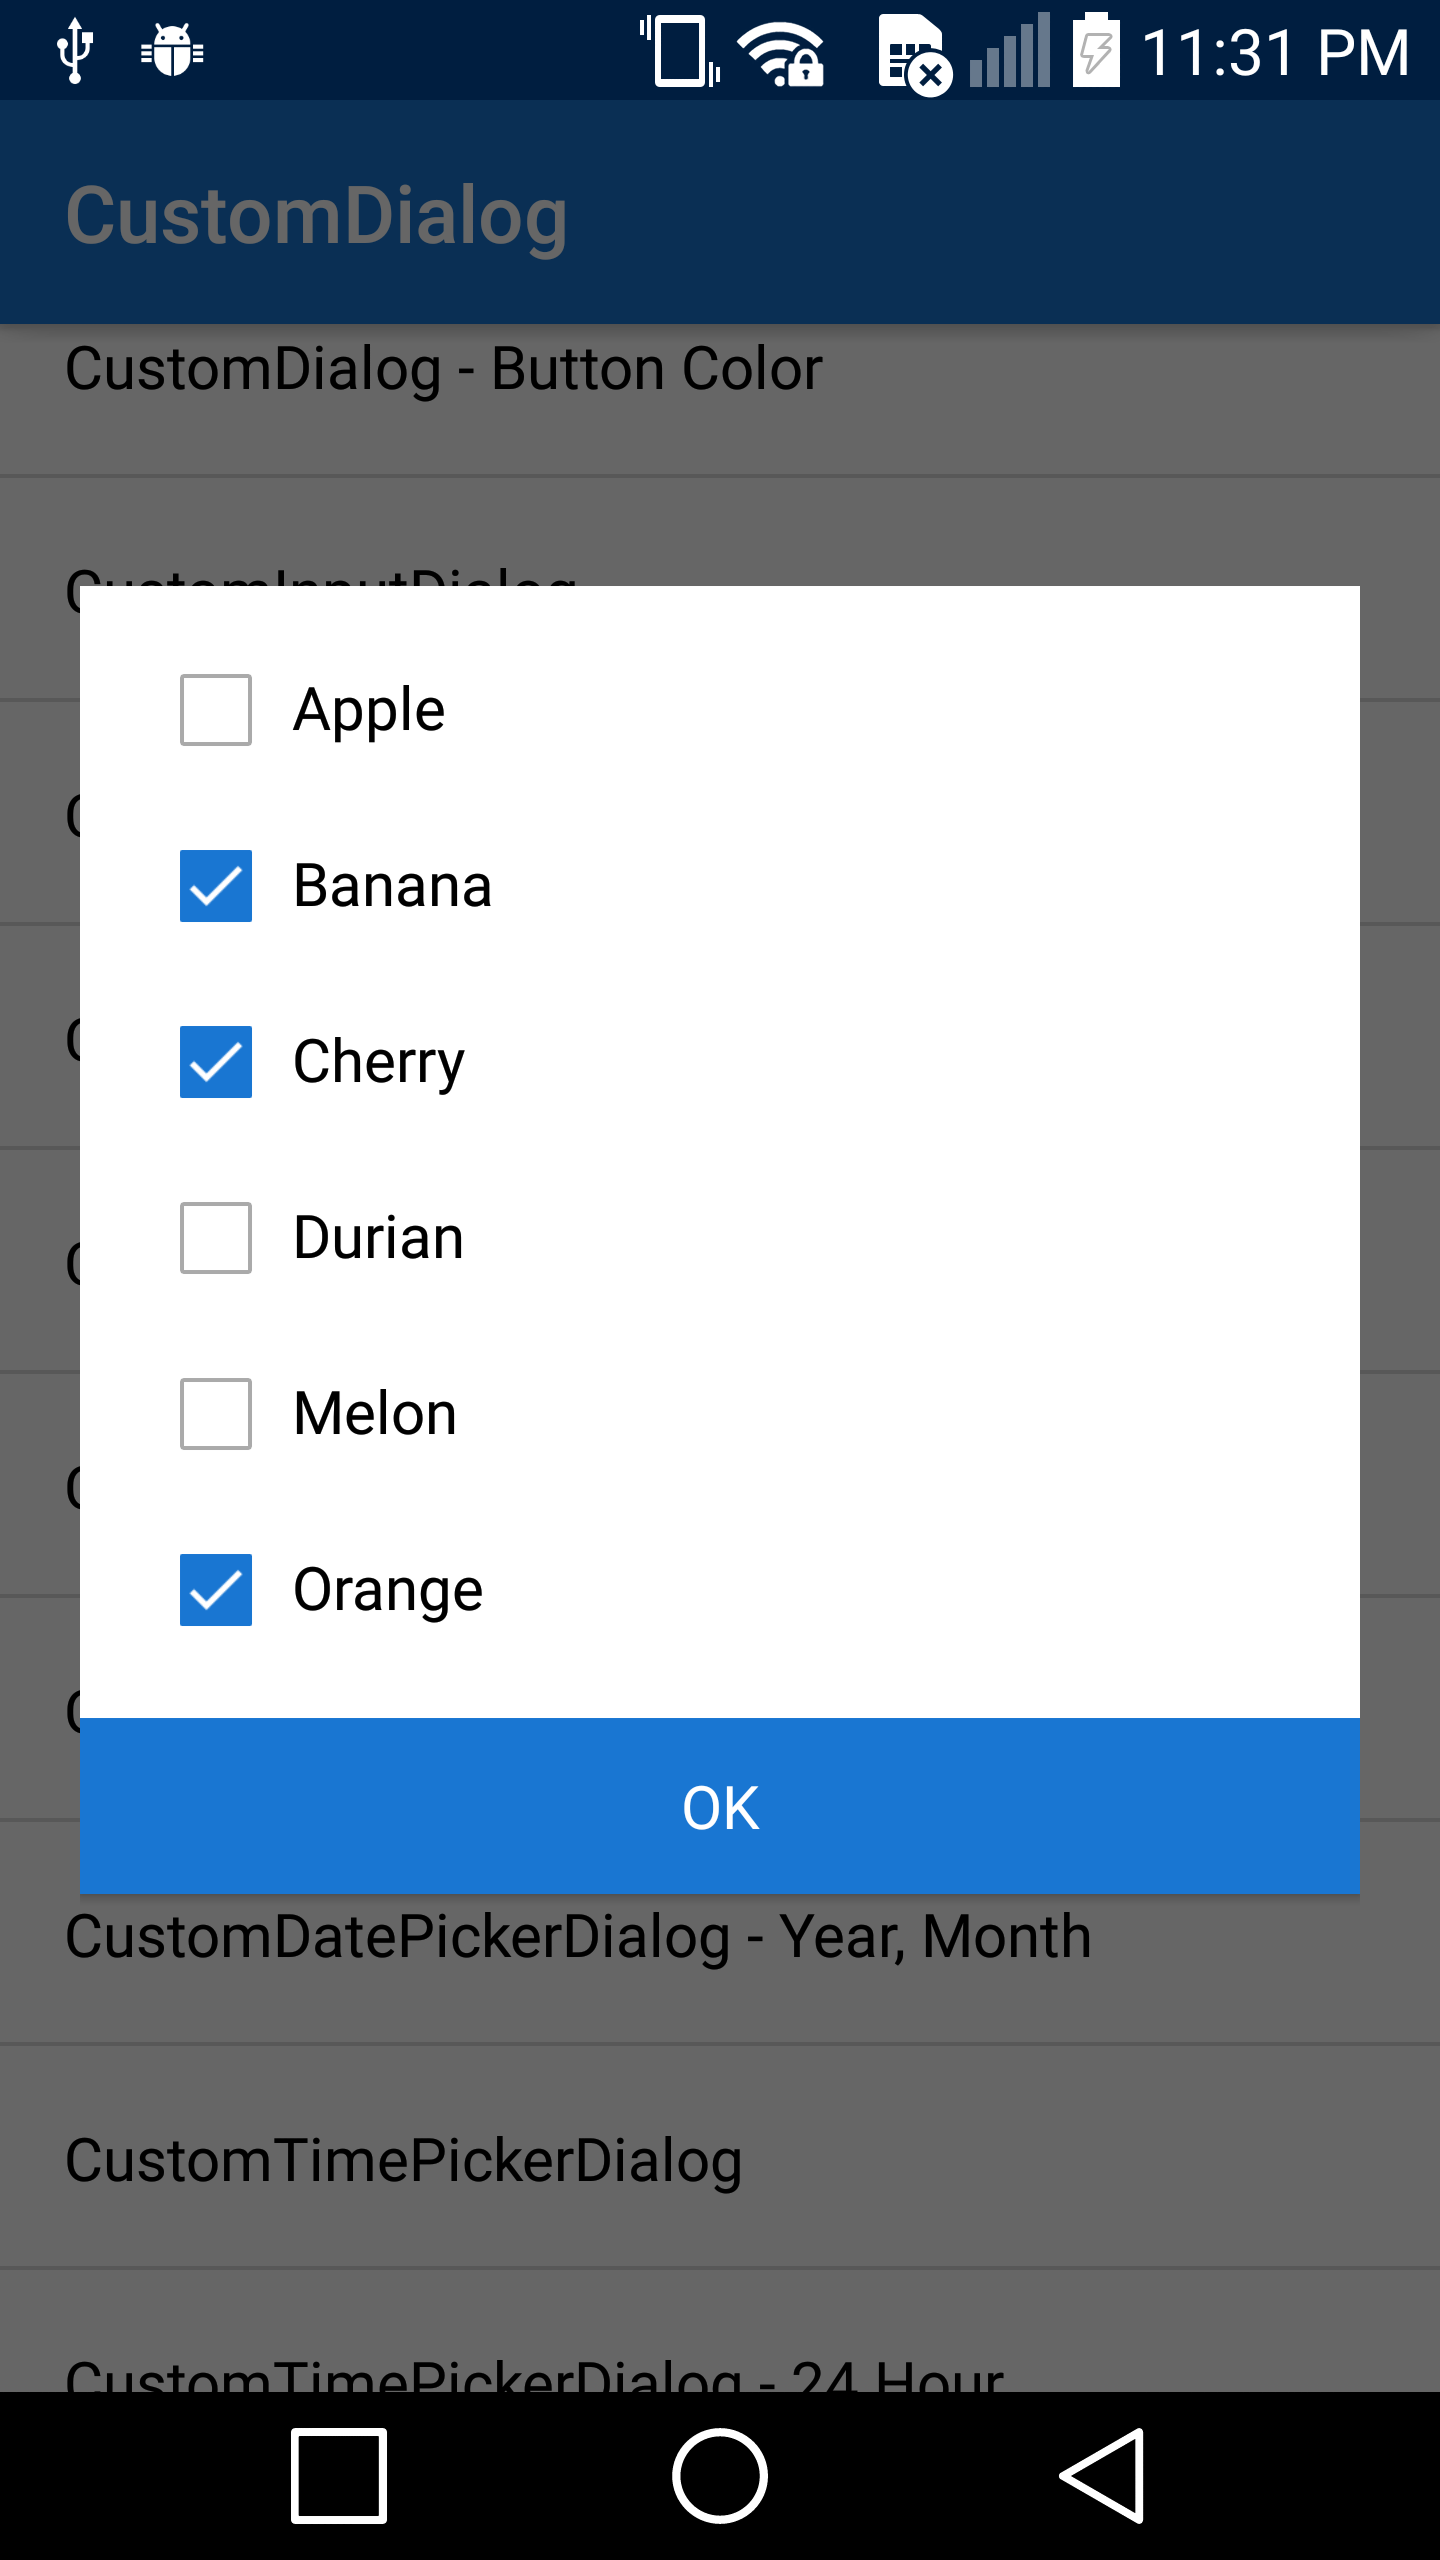 11:31 PM
CustomDialog
CustomDialog - Button Color
CustomInputDialog
Apple
Banana
Cherry
Durian
Melon
Orange
OK
CustomDatePickerDialog - Year, Month
CustomTimePickerDialog
CustomTimePickerDialog - 24 Hour